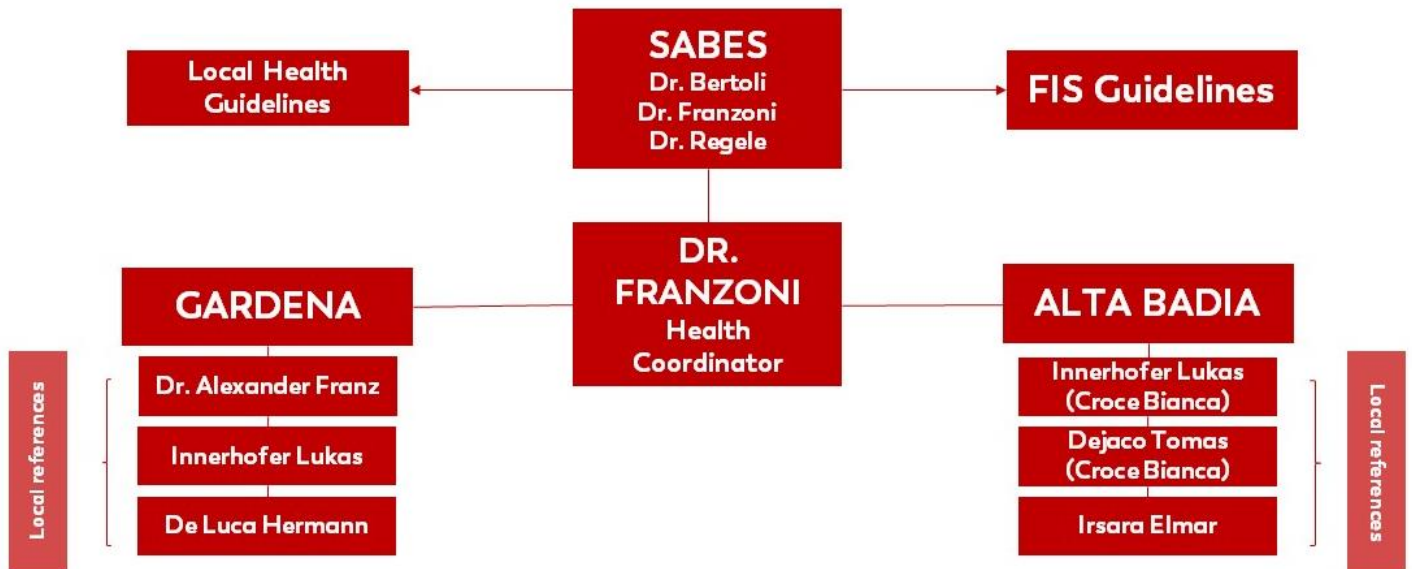 SABES
Dr. Bertoli
Dr. Franzoni
Dr. Regele
Local Health
Guidelines
FIS Guidelines
DR.
FRANZONI
Health
Coordinator
GARDENA
Dr. Alexander Franz
Innerhofer Lukas
De Luca Hermann
Local references
ALTA BADIA
Innerhofer Lukas
(Croce Bianca)
Dejaco Tomas
(Croce Bianca)
Irsara Elmar
Local references